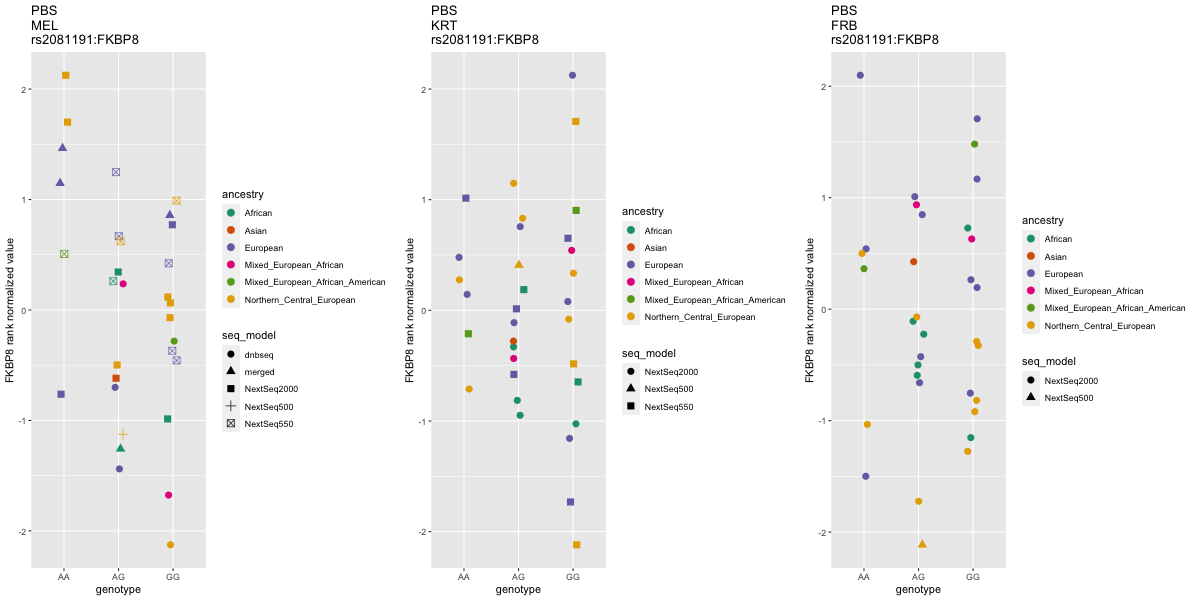 PBS
MEL
rs2081191:FKBP8
FKBP8 rank normalized value
2
1
0
-1
-2
AA
AG
GG
genotype
ancestry
African
Asian
European
Mixed_European_African
Mixed_European_African_American
Northern_Central_European
seq_model
dnbseq
merged
NextSeq2000
NextSeq500
NextSeq550
PBS
KRT
rs2081191:FKBP8
FKBP8 rank normalized value
2
1
0
-1
-2
AA
AG
GG
genotype
ancestry
African
Asian
European
Mixed_European_African
Mixed_European_African_American
Northern_Central_European
seq_model
NextSeq2000
NextSeq500
NextSeq550
PBS
FRB
rs2081191:FKBP8
FKBP8 rank normalized value
2
1
0
-1
-2
AA
AG
GG
genotype
ancestry
African
Asian
European
Mixed_European_African
Mixed_European_African_American
Northern_Central_European
seq_model
NextSeq2000
NextSeq500